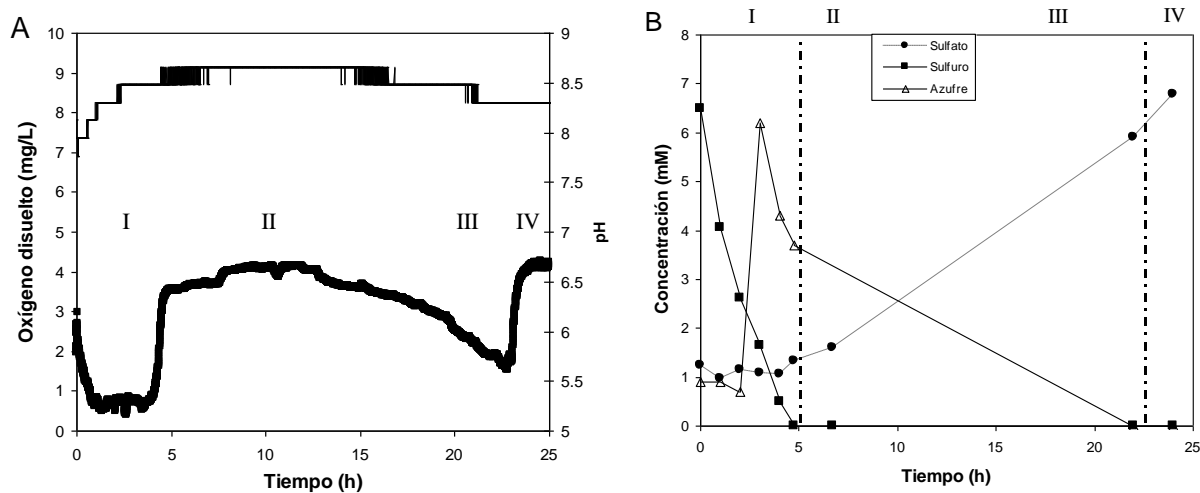 A
Oxígeno disuelto (mg/L)
10
9
8
7
6
5
4
3
2
1
0
I
II
III
IV
9
8.5
8
7.5
7
6.5
6
5.5
5
pH
0
5
10
15
20
25
Tiempo (h)
B
I
II
III
IV
Sulfato
Sulfuro
Azufre
Concentración (mM)
8
7
6
5
4
3
2
1
0
0
5
10
15
20
25
Tiempo (h)